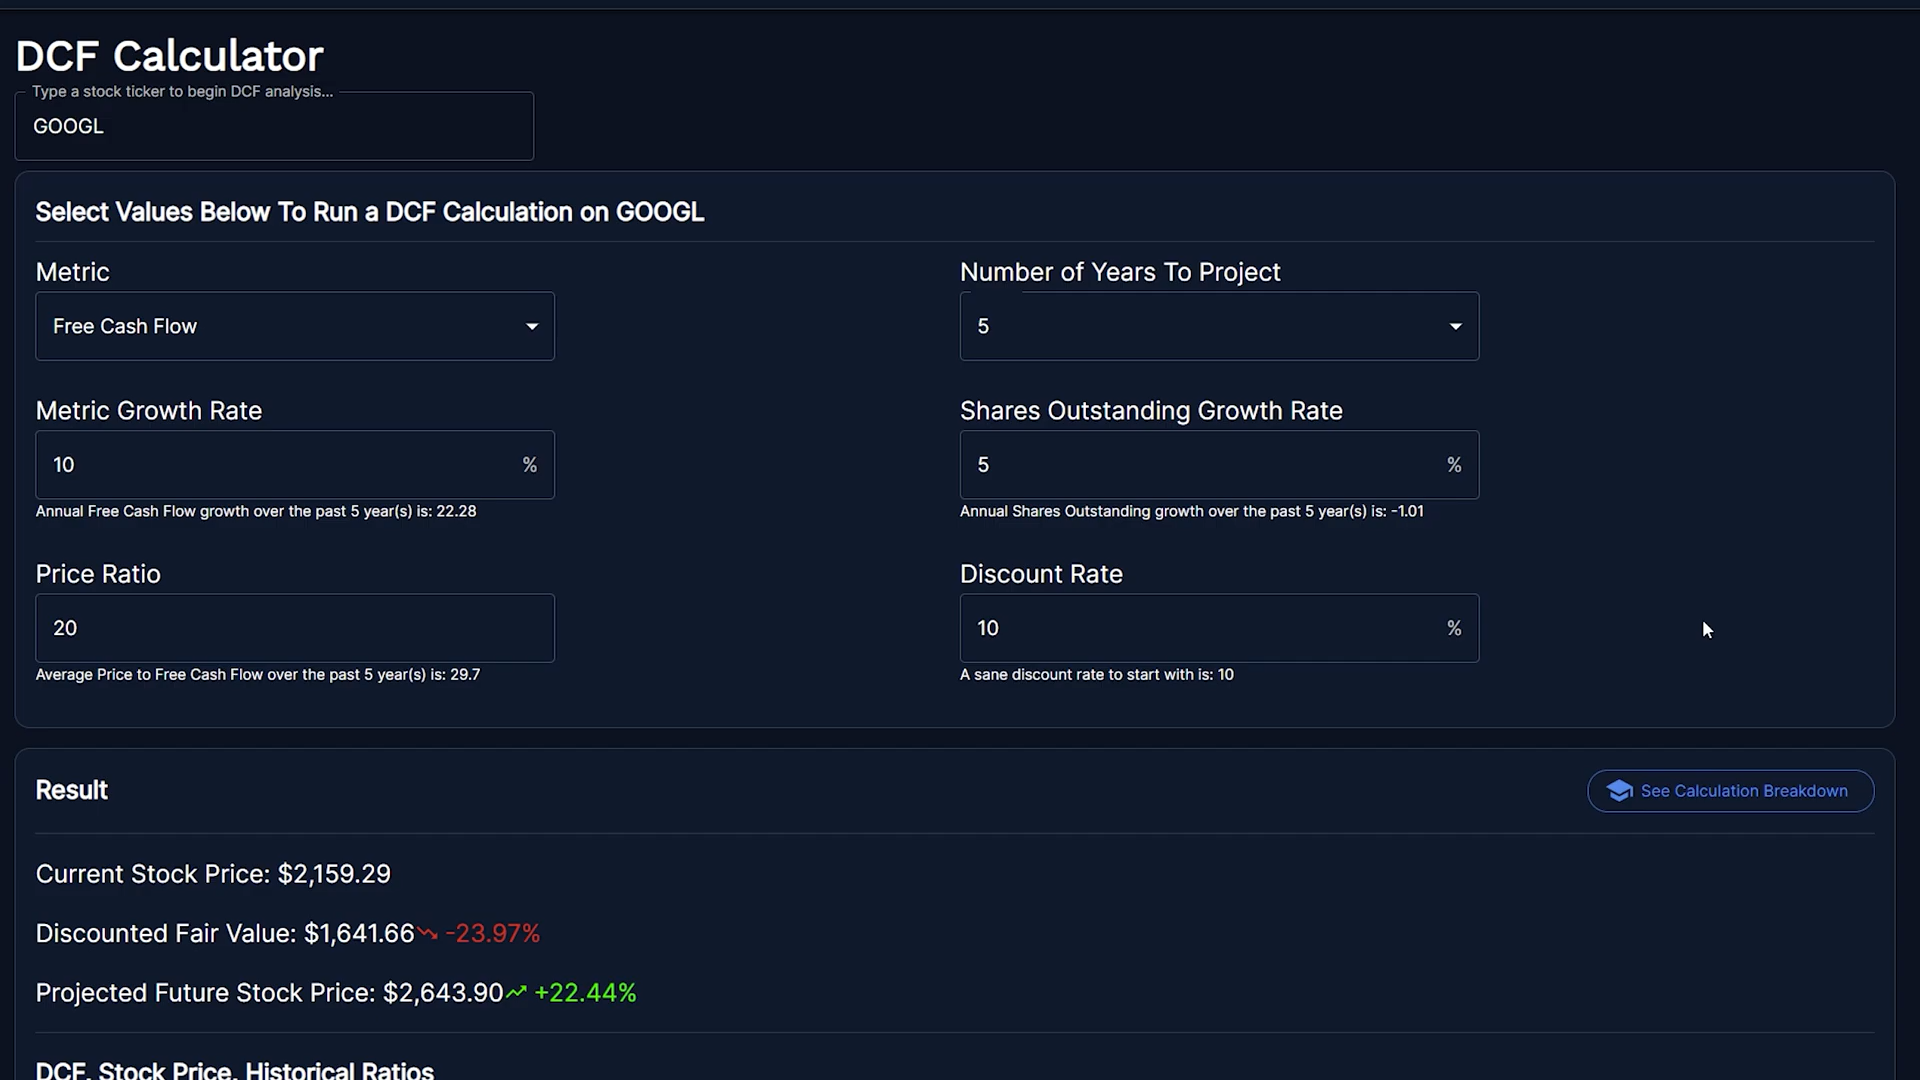 DCF Calculator
Type a stock ticker to begin DCF analysis...
GOOGL
Select Values Below To Run a DCF Calculation on GOOGL
Metric
Number of Years To Project
Free Cash Flow
5
Metric Growth Rate
Shares Outstanding Growth Rate
10 %
5 %
Annual Free Cash Flow growth over the past 5 year(s) is: 22.28
Annual Shares Outstanding growth over the past 5 year(s) is: -1.01
Price Ratio
Discount Rate
20
10 %
Average Price to Free Cash Flow over the past 5 year(s) is: 29.7
A sane discount rate to start with is: 10
Result
See Calculation Breakdown
Current Stock Price: $2,159.29
Discounted Fair Value: $1,641.66 -23.97%
Projected Future Stock Price: $2,643.90 +22.44%
DCF, Stock Price, Historical Ratios